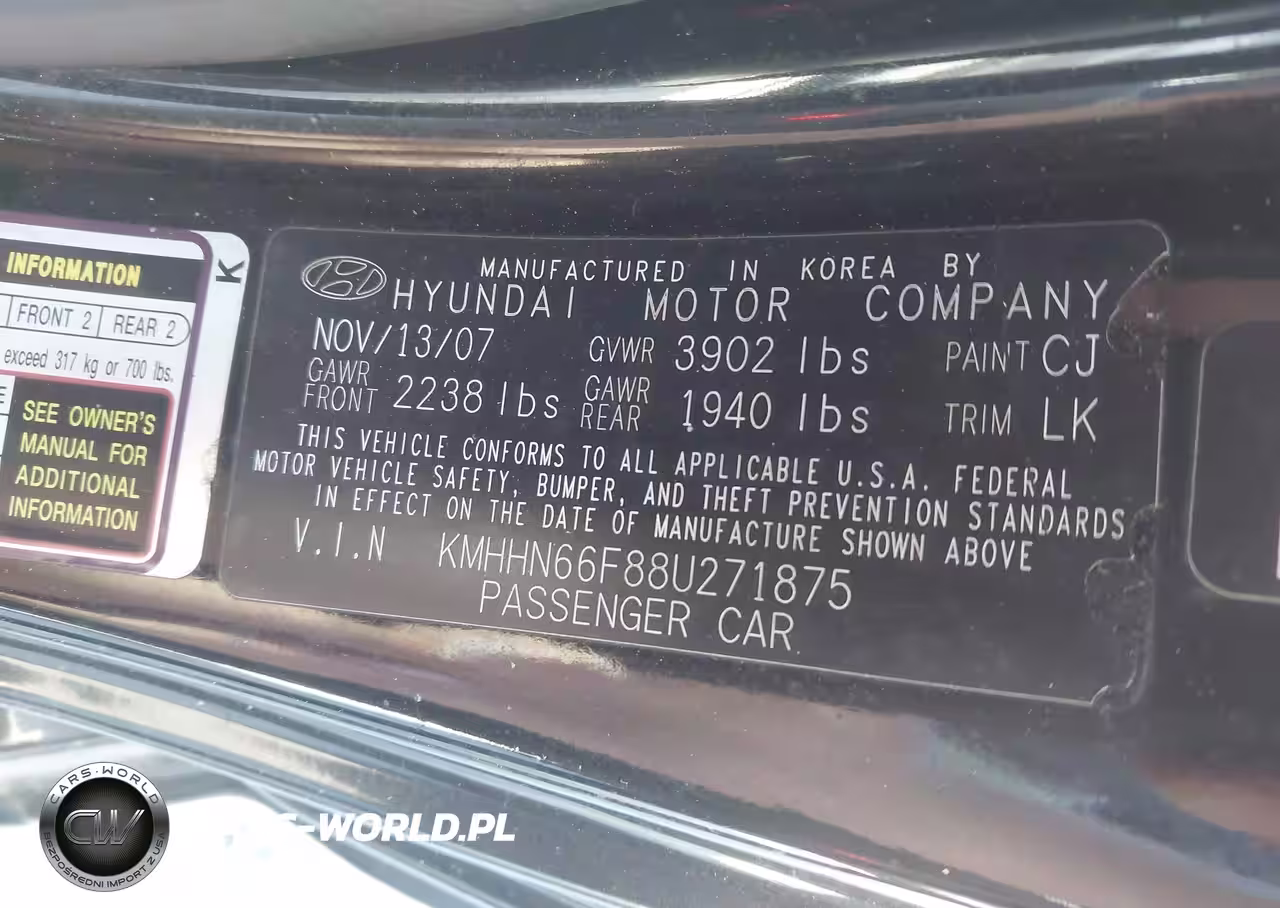 INFORMATION
FRONT 2 REAR 2
exceed 317 kg or 700 lbs.
SEE OWNER'S
MANUAL FOR
ADDITIONAL
INFORMATION
K
MANUFACTURED IN KOREA BY
HYUNDAI MOTOR COMPANY
NOV/13/07 GVWR 3902 lbs PAINT CJ
GAWR FRONT 2238 lbs GAWR REAR 1940 lbs TRIM LK
THIS VEHICLE CONFORMS TO ALL APPLICABLE U.S.A. FEDERAL
MOTOR VEHICLE SAFETY, BUMPER, AND THEFT PREVENTION STANDARDS
IN EFFECT ON THE DATE OF MANUFACTURE SHOWN ABOVE
V.I.N KMHHN66F88U271875
PASSENGER CAR
CARS-WORLD
CW
BEZPOŚREDNI IMPORT Z USA
-WORLD.PL